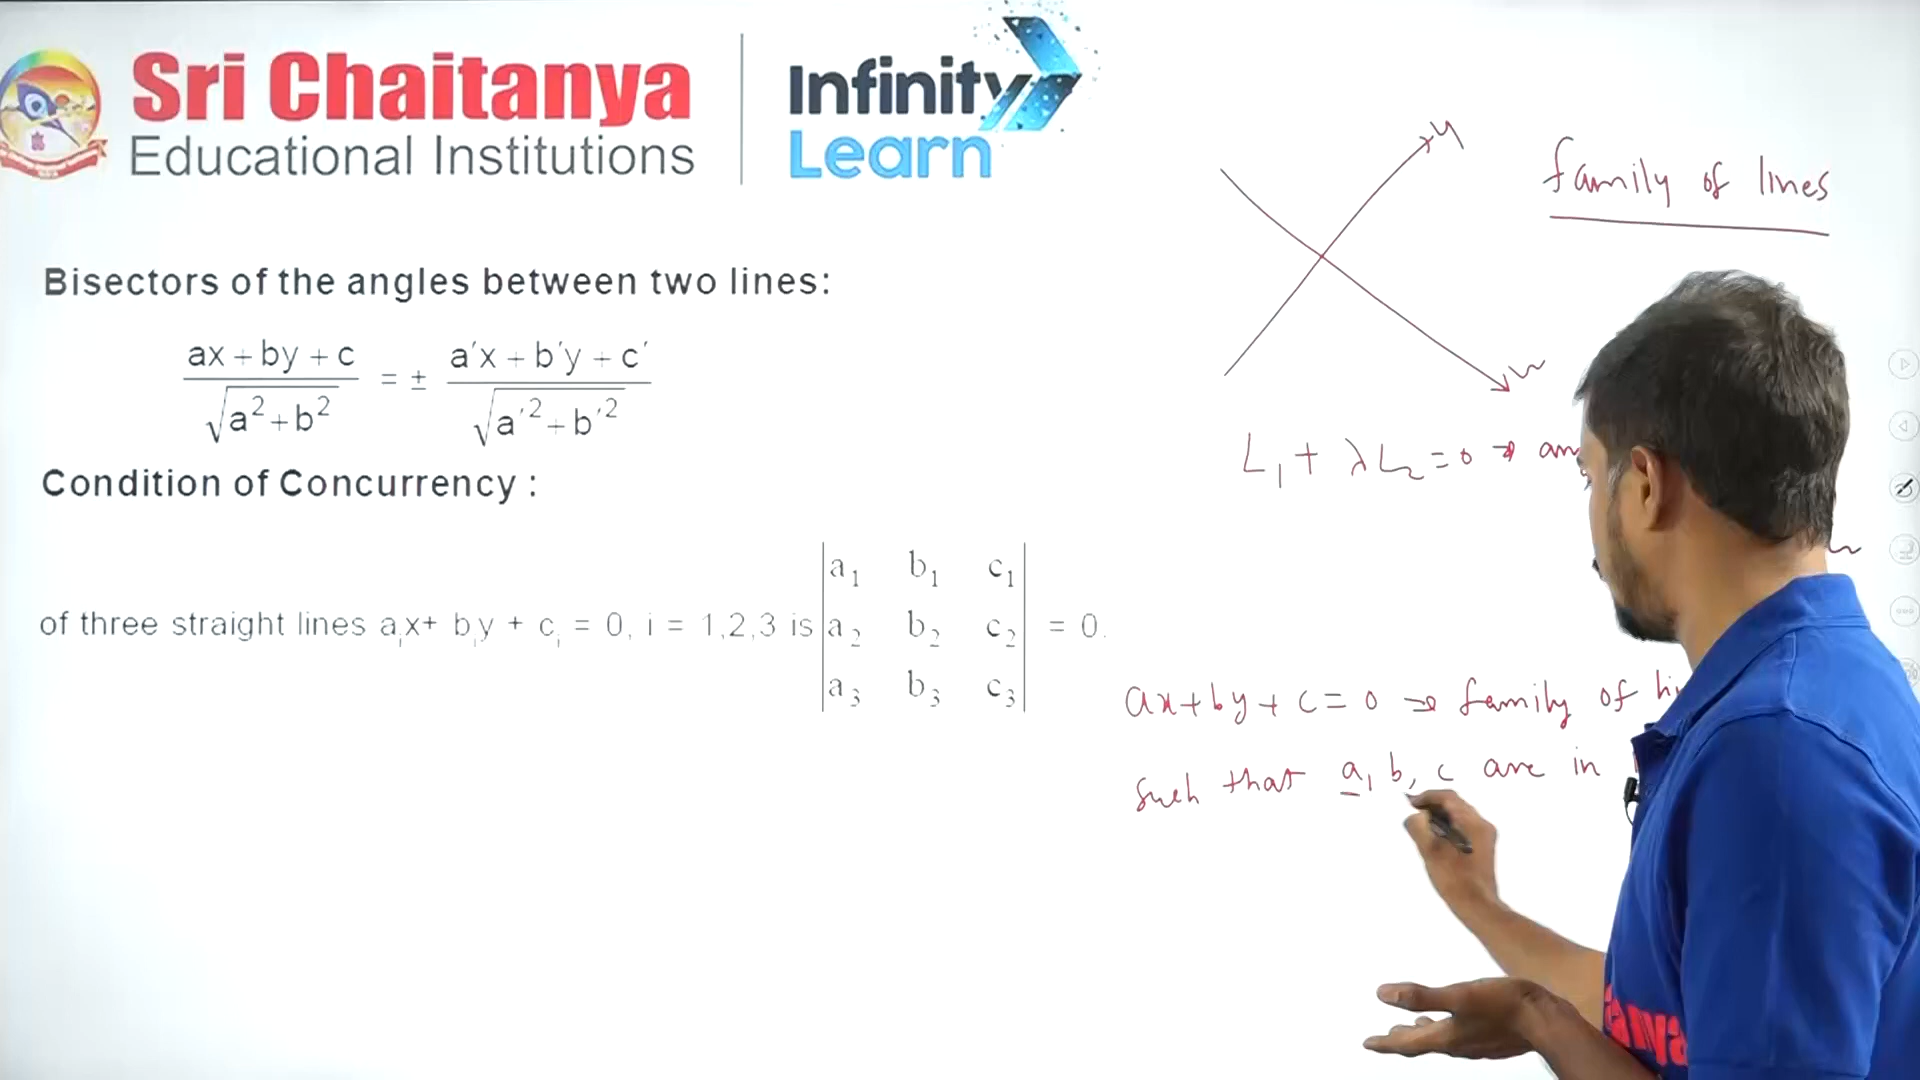 Sri Chaitanya
Educational Institutions
Infinity
Learn
family of lines
Bisectors of the angles between two lines:
ax + by + c / √a² + b² = ± a′x + b′y + c′ / √a′² + b′²
L₁ + λL₂ = 0 ⇒
Condition of Concurrency :
of three straight lines aᵢx+ bᵢy + cᵢ = 0, i = 1,2,3 is | a₁ b₁ c₁ | = 0.
| a₂ b₂ c₂ |
| a₃ b₃ c₃ |
ax+by+c=0 ⇒ family of
such that a, b, c are in